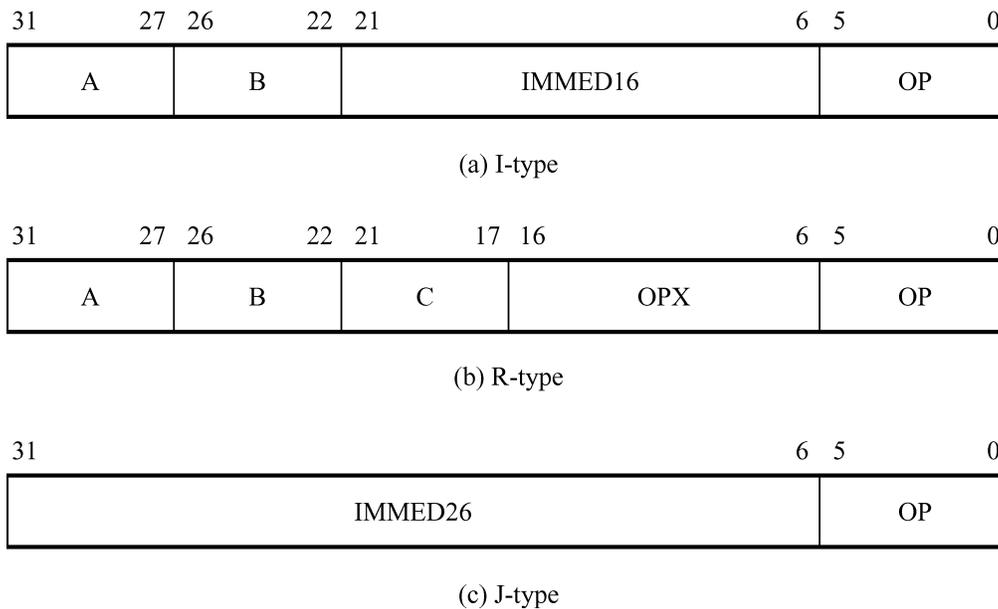 31 27 26 22 21 6 5 0
A B IMMED16 OP
(a) I-type
31 27 26 22 21 17 16 6 5 0
A B C OPX OP
(b) R-type
31 6 5 0
IMMED26 OP
(c) J-type